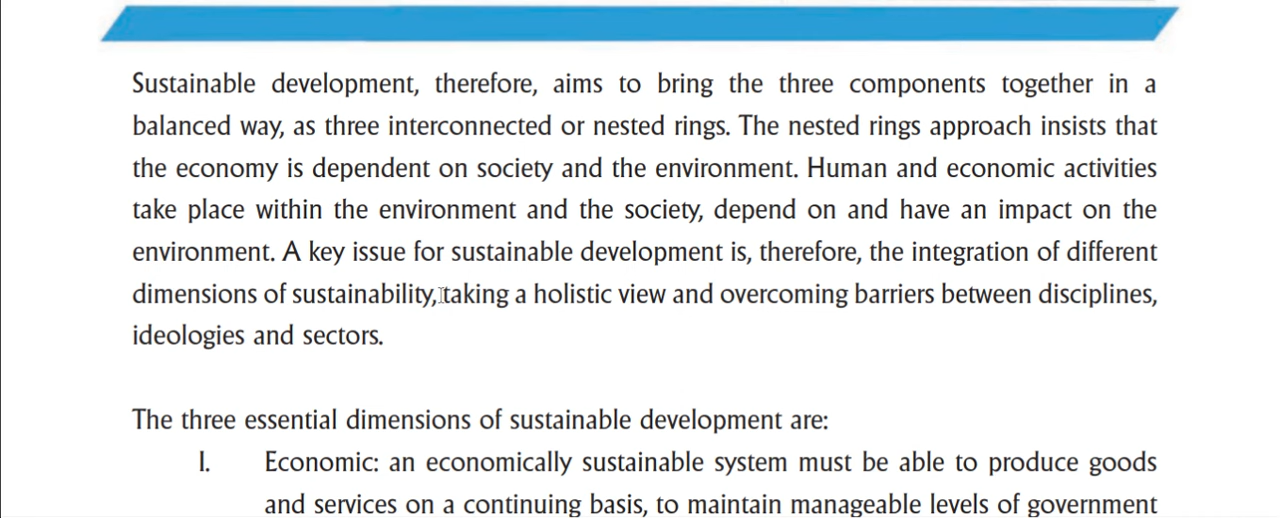 Sustainable development, therefore, aims to bring the three components together in a
balanced way, as three interconnected or nested rings. The nested rings approach insists that
the economy is dependent on society and the environment. Human and economic activities
take place within the environment and the society, depend on and have an impact on the
environment. A key issue for sustainable development is, therefore, the integration of different
dimensions of sustainability, taking a holistic view and overcoming barriers between disciplines,
ideologies and sectors.
The three essential dimensions of sustainable development are:
I. Economic: an economically sustainable system must be able to produce goods
and services on a continuing basis, to maintain manageable levels of government